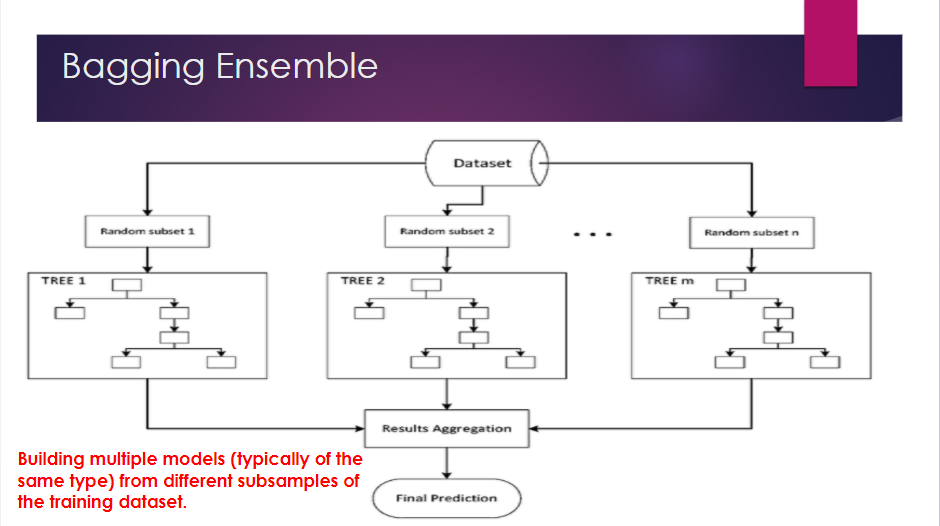 Bagging Ensemble
Dataset
Random subset 1
Random subset 2
. . .
Random subset n
TREE 1
TREE 2
TREE m
Results Aggregation
Building multiple models (typically of the
same type) from different subsamples of
the training dataset.
Final Prediction